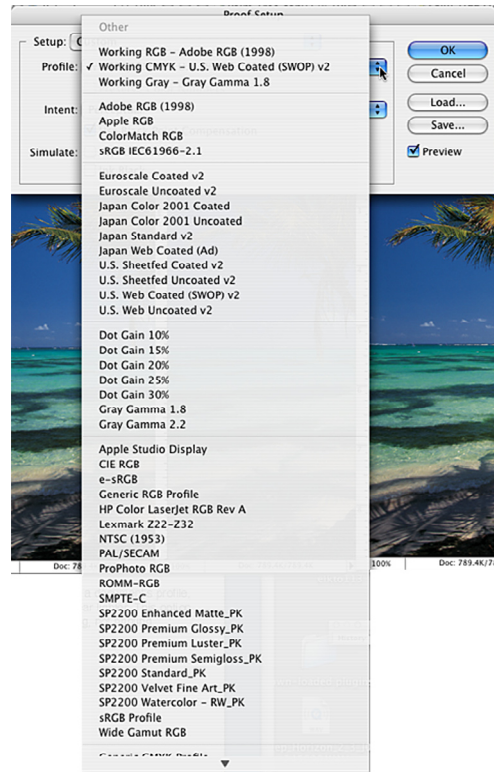 Proof Setup
Other
Setup:
Working RGB - Adobe RGB (1998)
Profile: ✓ Working CMYK - U.S. Web Coated (SWOP) v2
Working Gray - Gray Gamma 1.8
OK
Cancel
Intent:
Load...
Save...
Simulate:
Preview
Compensation
Adobe RGB (1998)
Apple RGB
ColorMatch RGB
sRGB IEC61966-2.1
Euroscale Coated v2
Euroscale Uncoated v2
Japan Color 2001 Coated
Japan Color 2001 Uncoated
Japan Standard v2
Japan Web Coated (Ad)
U.S. Sheetfed Coated v2
U.S. Sheetfed Uncoated v2
U.S. Web Coated (SWOP) v2
U.S. Web Uncoated v2
Dot Gain 10%
Dot Gain 15%
Dot Gain 20%
Dot Gain 25%
Dot Gain 30%
Gray Gamma 1.8
Gray Gamma 2.2
Apple Studio Display
CIE RGB
e-sRGB
Generic RGB Profile
HP Color LaserJet RGB Rev A
Lexmark Z22-Z32
NTSC (1953)
PAL/SECAM
ProPhoto RGB
ROMM-RGB
SMPTE-C
SP2200 Enhanced Matte_PK
SP2200 Premium Glossy_PK
SP2200 Premium Luster_PK
SP2200 Premium Semigloss_PK
SP2200 Standard_PK
SP2200 Velvet Fine Art_PK
SP2200 Watercolor - RW_PK
sRGB Profile
Wide Gamut RGB
Generic CMYK Profile
Doc: 78
100%
Doc: 789.4K/7